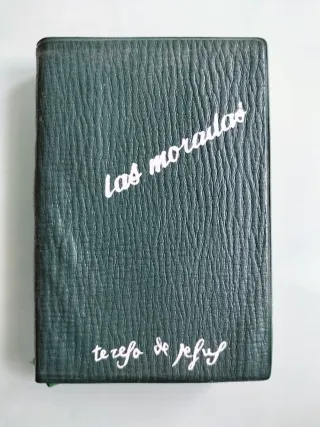 las moradas
teresa de jesus